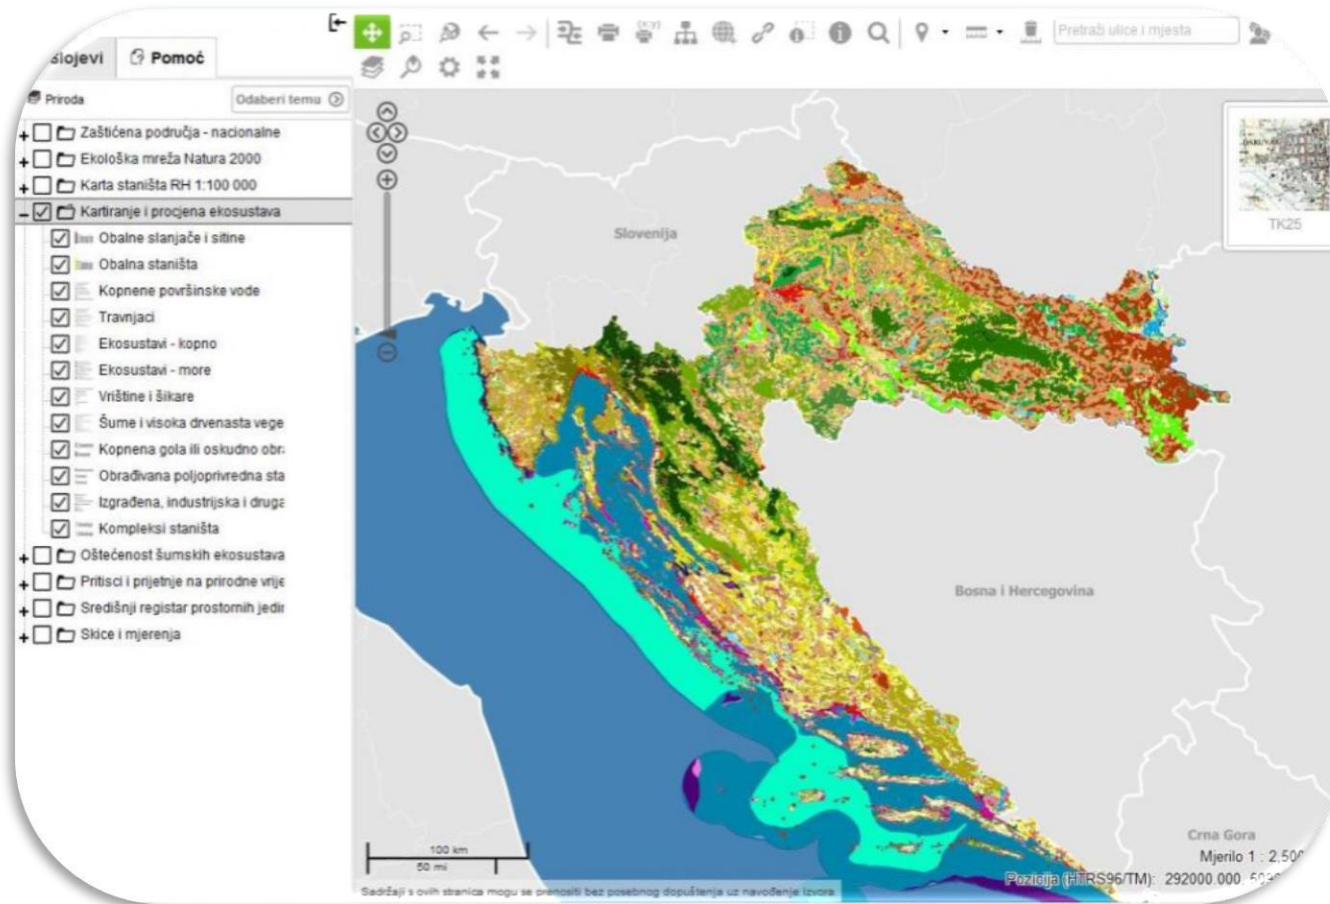 Slojevi
Pomoć
Pretraži ulice i mjesta
Priroda
Odaberi temu
Zaštićena područja - nacionalne
Ekološka mreža Natura 2000
Karta staništa RH 1:100 000
Kartiranje i procjena ekosustava
Obalne slanjače i sitine
Obalna staništa
Kopnene površinske vode
Travnjaci
Ekosustavi - kopno
Ekosustavi - more
Vrištine i šikare
Šume i visoka drvenasta vege
Kopnena gola ili oskudno obr
Obrađivana poljoprivredna sta
Izgrađena, industrijska i druga
Kompleksi staništa
Oštećenost šumskih ekosustava
Pritisci i prijetnje na prirodne vrije
Središnji registar prostornih jedin
Skice i mjerenja
TK25
Slovenija
Bosna i Hercegovina
Crna Gora
100 km
50 mi
Mjerilo 1 : 2,50
Pozicija (HTRS96/TM): 292000.000,
Sadržaji s ovih stranica mogu se prenositi bez posebnog dopuštenja uz navođenje izvora